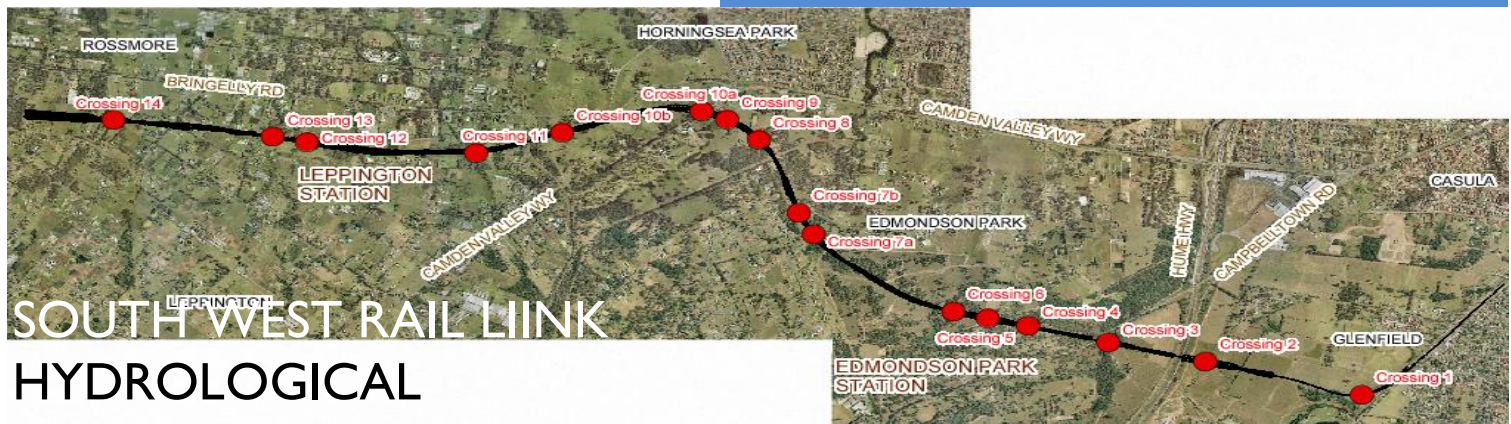 ROSSMORE
BRINGELLY RD
HORNINGSEA PARK
Crossing 14
Crossing 13
Crossing 12
Crossing 11
Crossing 10b
Crossing 10a
Crossing 9
Crossing 8
CAMDEN VALLEY WY
LEPPINGTON
STATION
CAMDEN VALLEY WY
Crossing 7b
EDMONDSON PARK
Crossing 7a
HUME HWY
CAMPBELLTOWN RD
CASULA
LEPPINGTON
Crossing 6
Crossing 5
Crossing 4
Crossing 3
Crossing 2
GLENFIELD
Crossing 1
EDMONDSON PARK
STATION
SOUTH WEST RAIL LIINK
HYDROLOGICAL